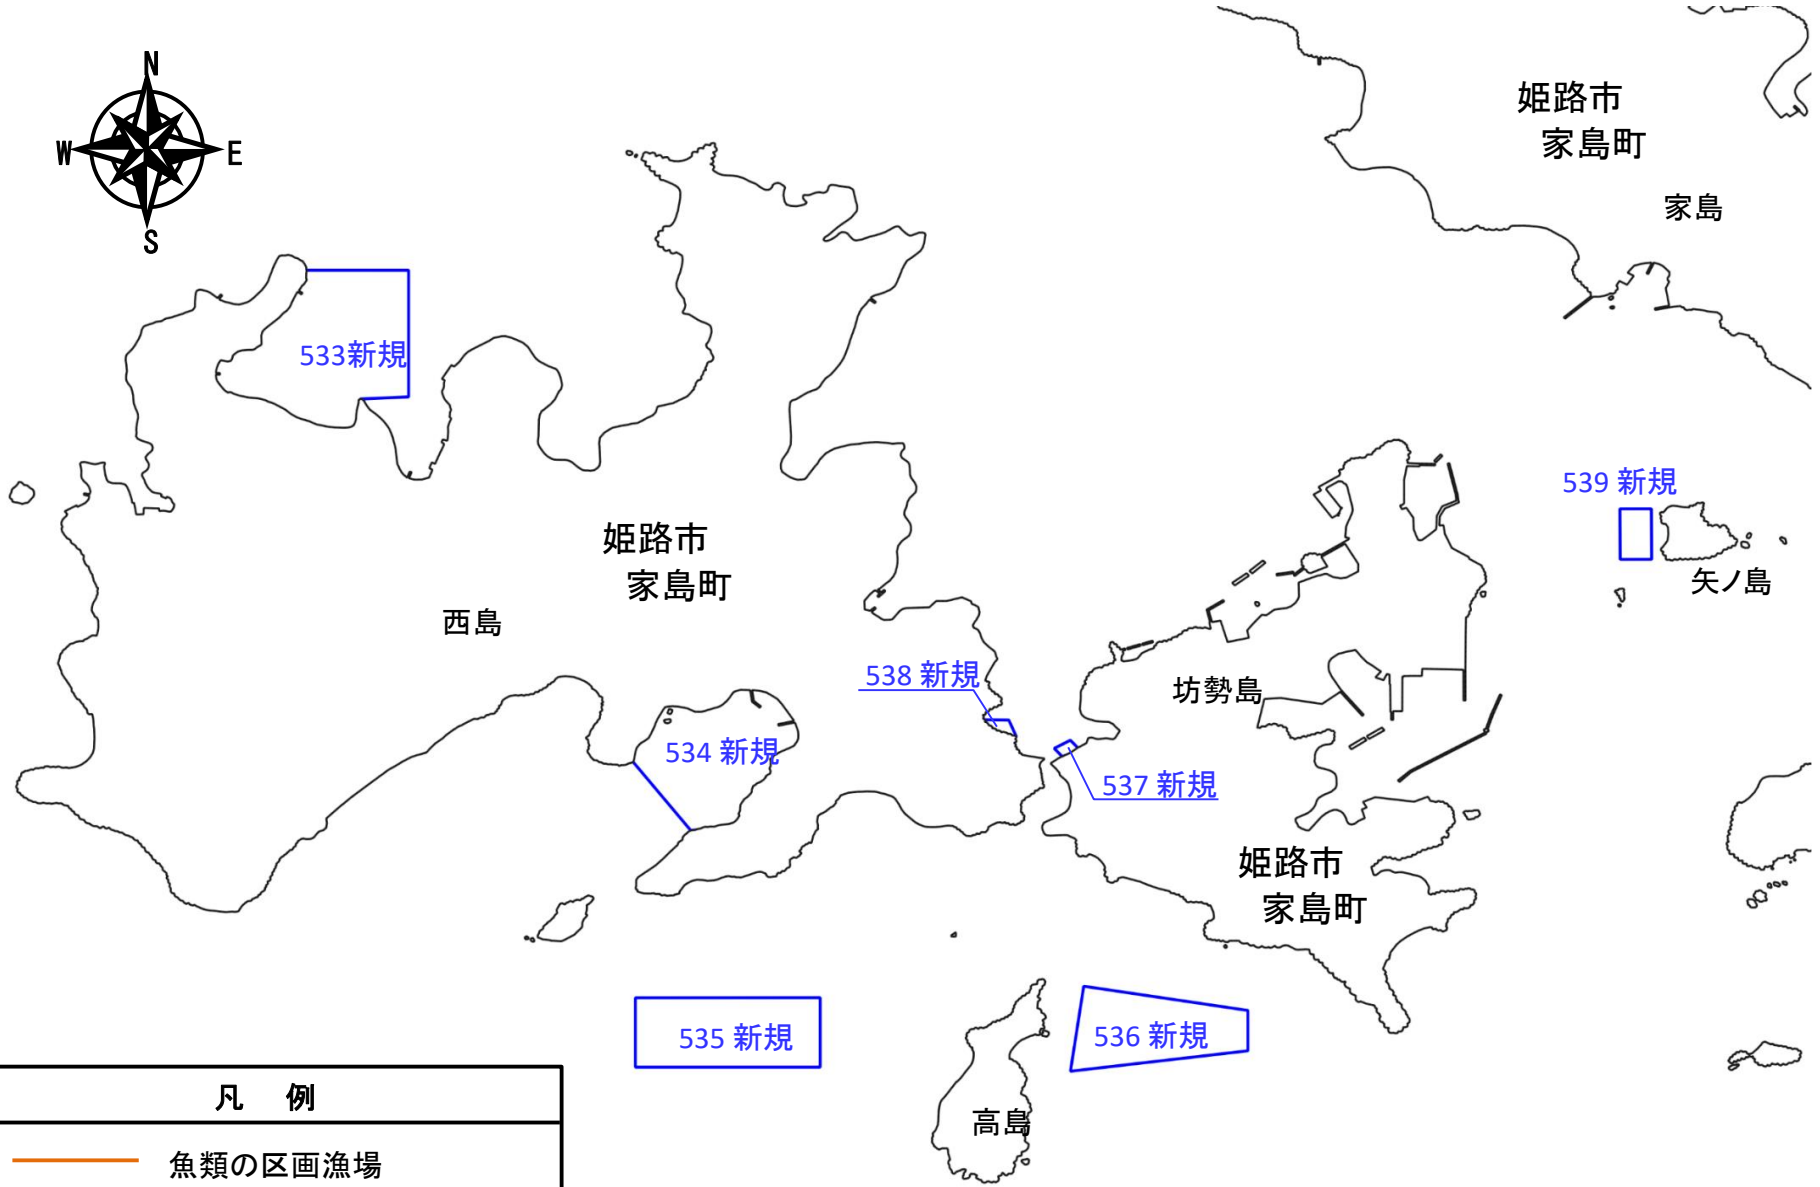 N
W E
S
姫路市
家島町
家島
533新規
539 新規
矢ノ島
姫路市
家島町
西島
538 新規
坊勢島
534 新規
537 新規
姫路市
家島町
535 新規
536 新規
高島
凡 例
魚類の区画漁場